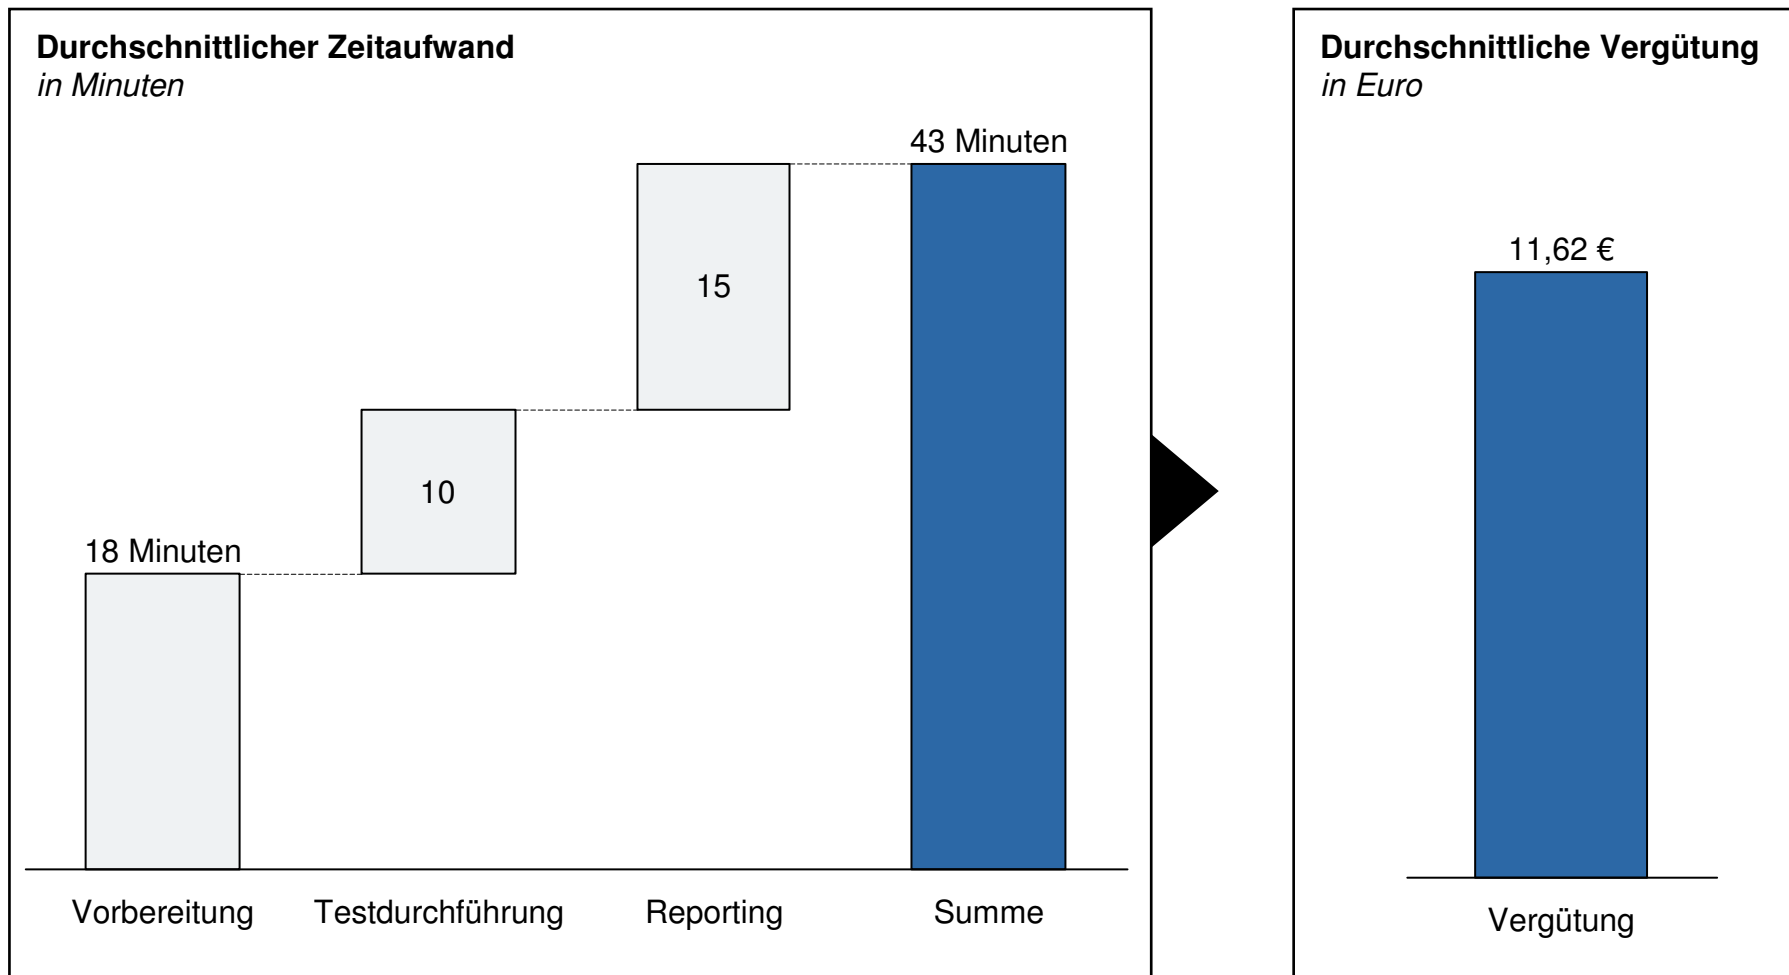 Durchschnittlicher Zeitaufwand
in Minuten
43 Minuten
15
10
18 Minuten
Vorbereitung
Testdurchführung
Reporting
Summe
Durchschnittliche Vergütung
in Euro
11,62 €
Vergütung